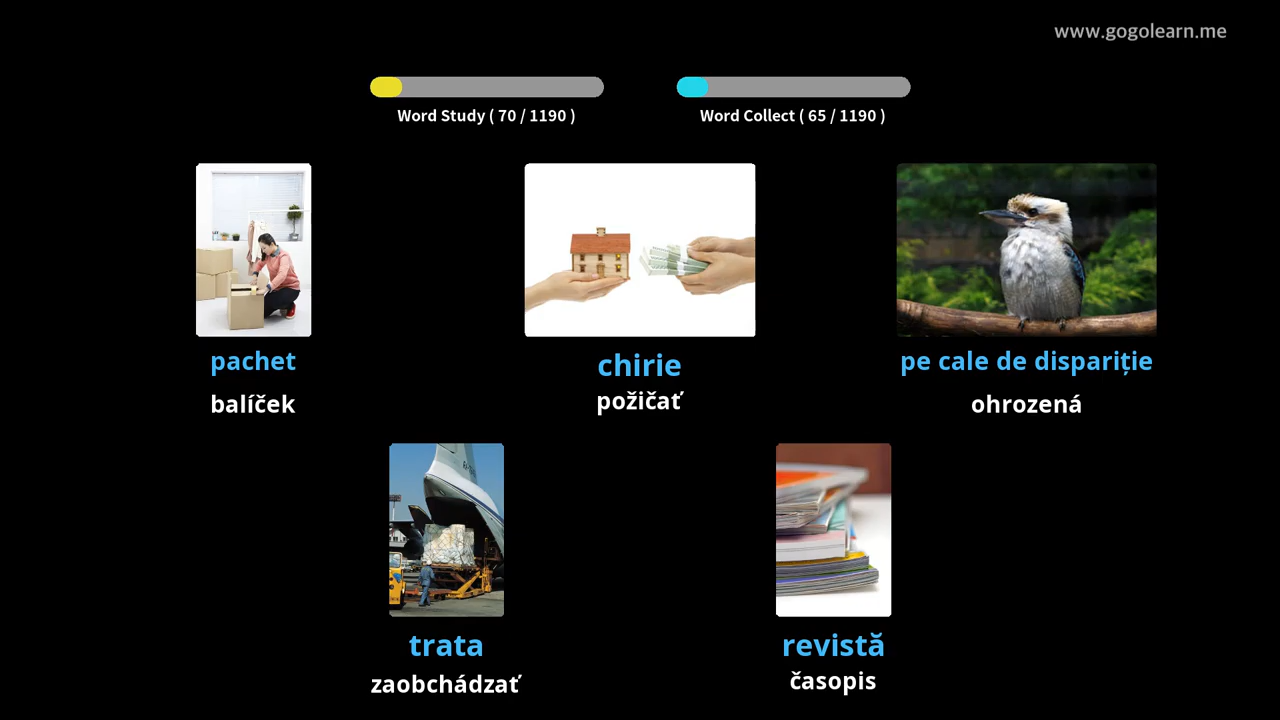 www.gogolearn.me
Word Study ( 70 / 1190 )
Word Collect ( 65 / 1190 )
pachet
balíček
chirie
požičať
pe cale de dispariție
ohrozená
trata
zaobchádzať
revistă
časopis